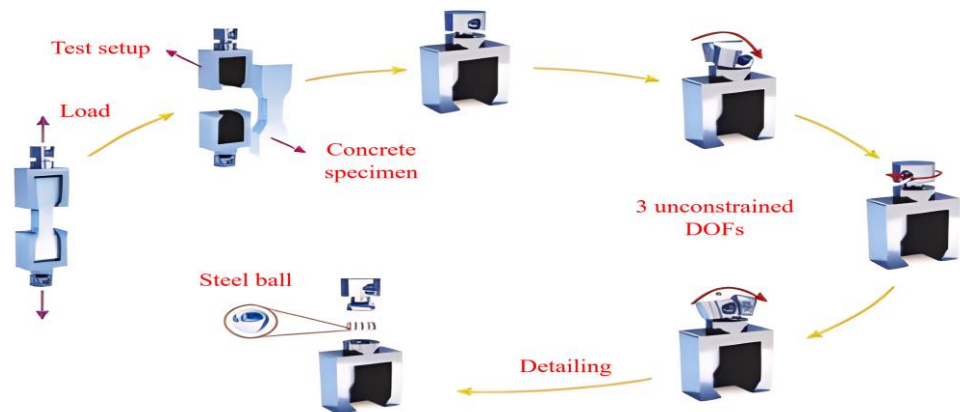 Test setup
Load
Concrete
specimen
3 unconstrained
DOFs
Steel ball
Detailing